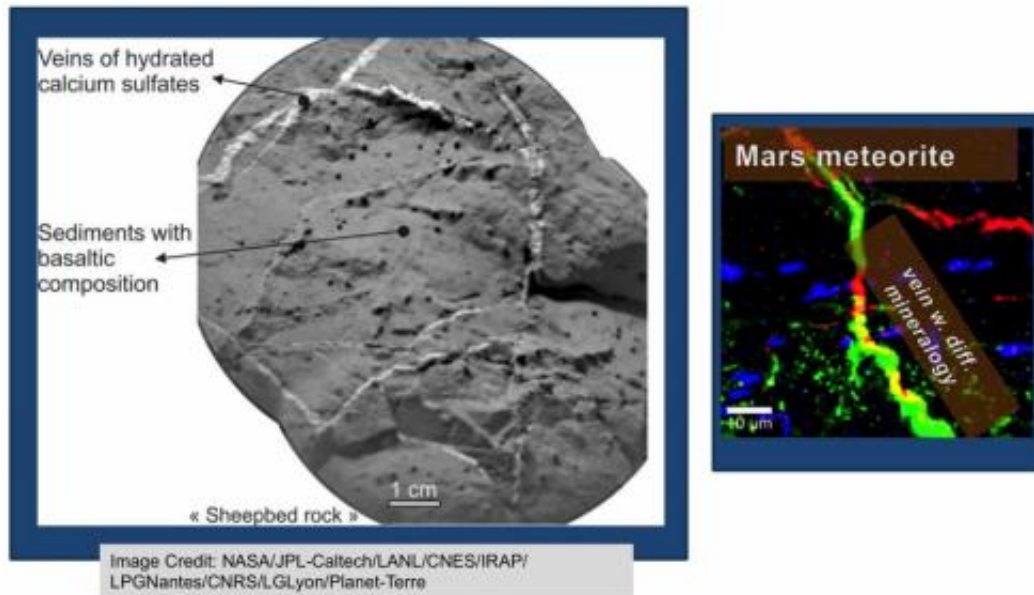 Veins of hydrated
calcium sulfates
Sediments with
basaltic
composition
1 cm
« Sheepbed rock »
Image Credit: NASA/JPL-Caltech/LANL/CNES/IRAP/
LPGNantes/CNRS/LGLyon/Planet-Terre
Mars meteorite
vein w. diff.
mineralogy
10 µm